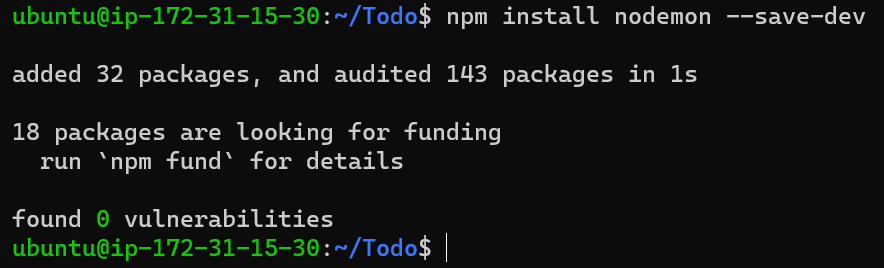 ubuntu@ip-172-31-15-30:~/Todo$ npm install nodemon --save-dev
added 32 packages, and audited 143 packages in 1s
18 packages are looking for funding
  run `npm fund` for details
found 0 vulnerabilities
ubuntu@ip-172-31-15-30:~/Todo$